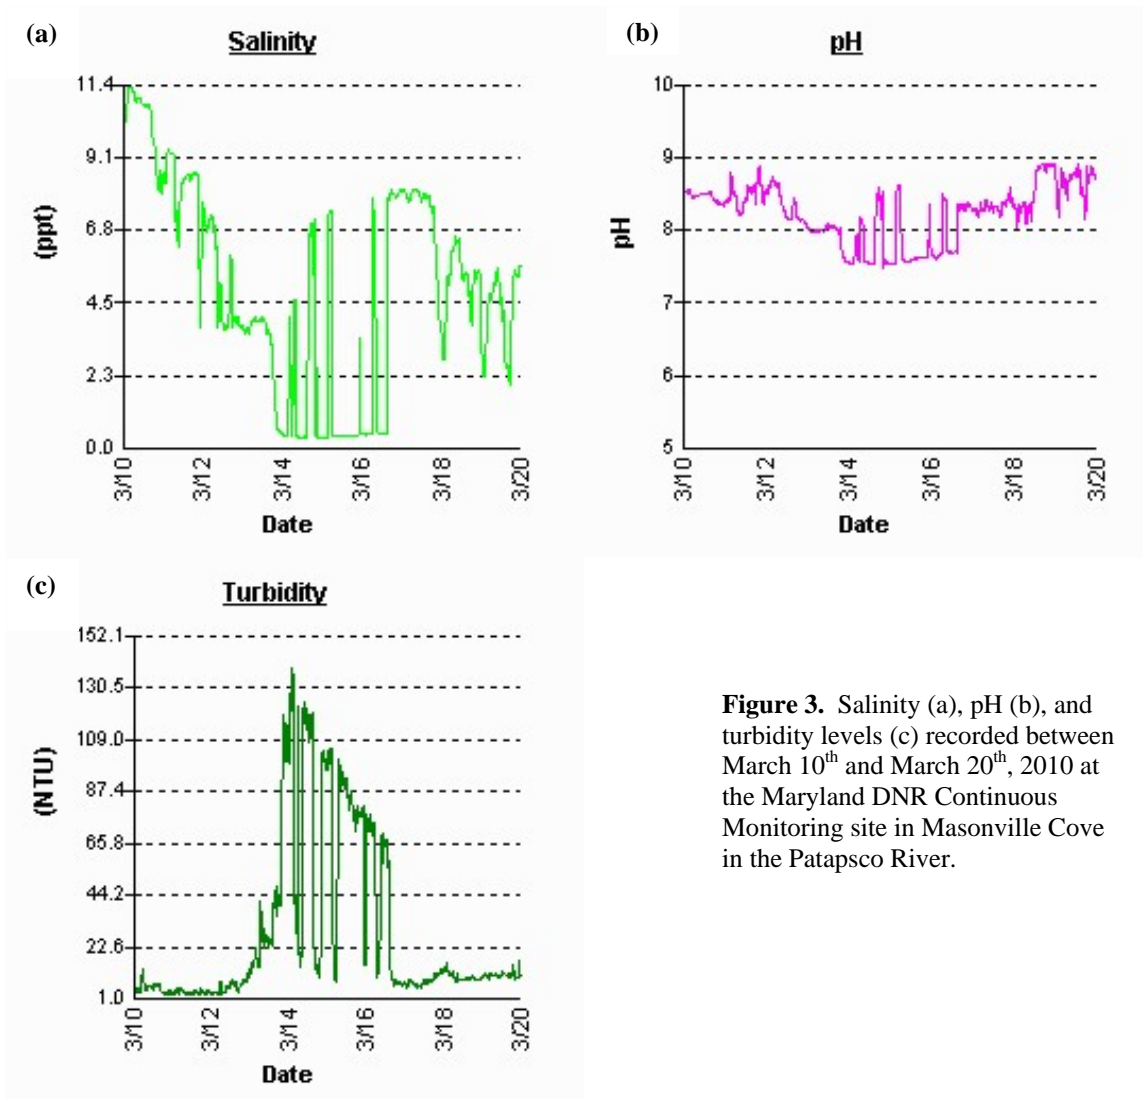 (a)
Salinity
11.4
9.1
6.8
4.5
2.3
0.0
(ppt)
3/10
3/12
3/14
3/16
3/18
3/20
Date
(b)
pH
10
9
8
7
6
5
pH
3/10
3/12
3/14
3/16
3/18
3/20
Date
(c)
Turbidity
152.1
130.5
109.0
87.4
65.8
44.2
22.6
1.0
(NTU)
3/10
3/12
3/14
3/16
3/18
3/20
Date
Figure 3. Salinity (a), pH (b), and
turbidity levels (c) recorded between
March 10th and March 20th, 2010 at
the Maryland DNR Continuous
Monitoring site in Masonville Cove
in the Patapsco River.